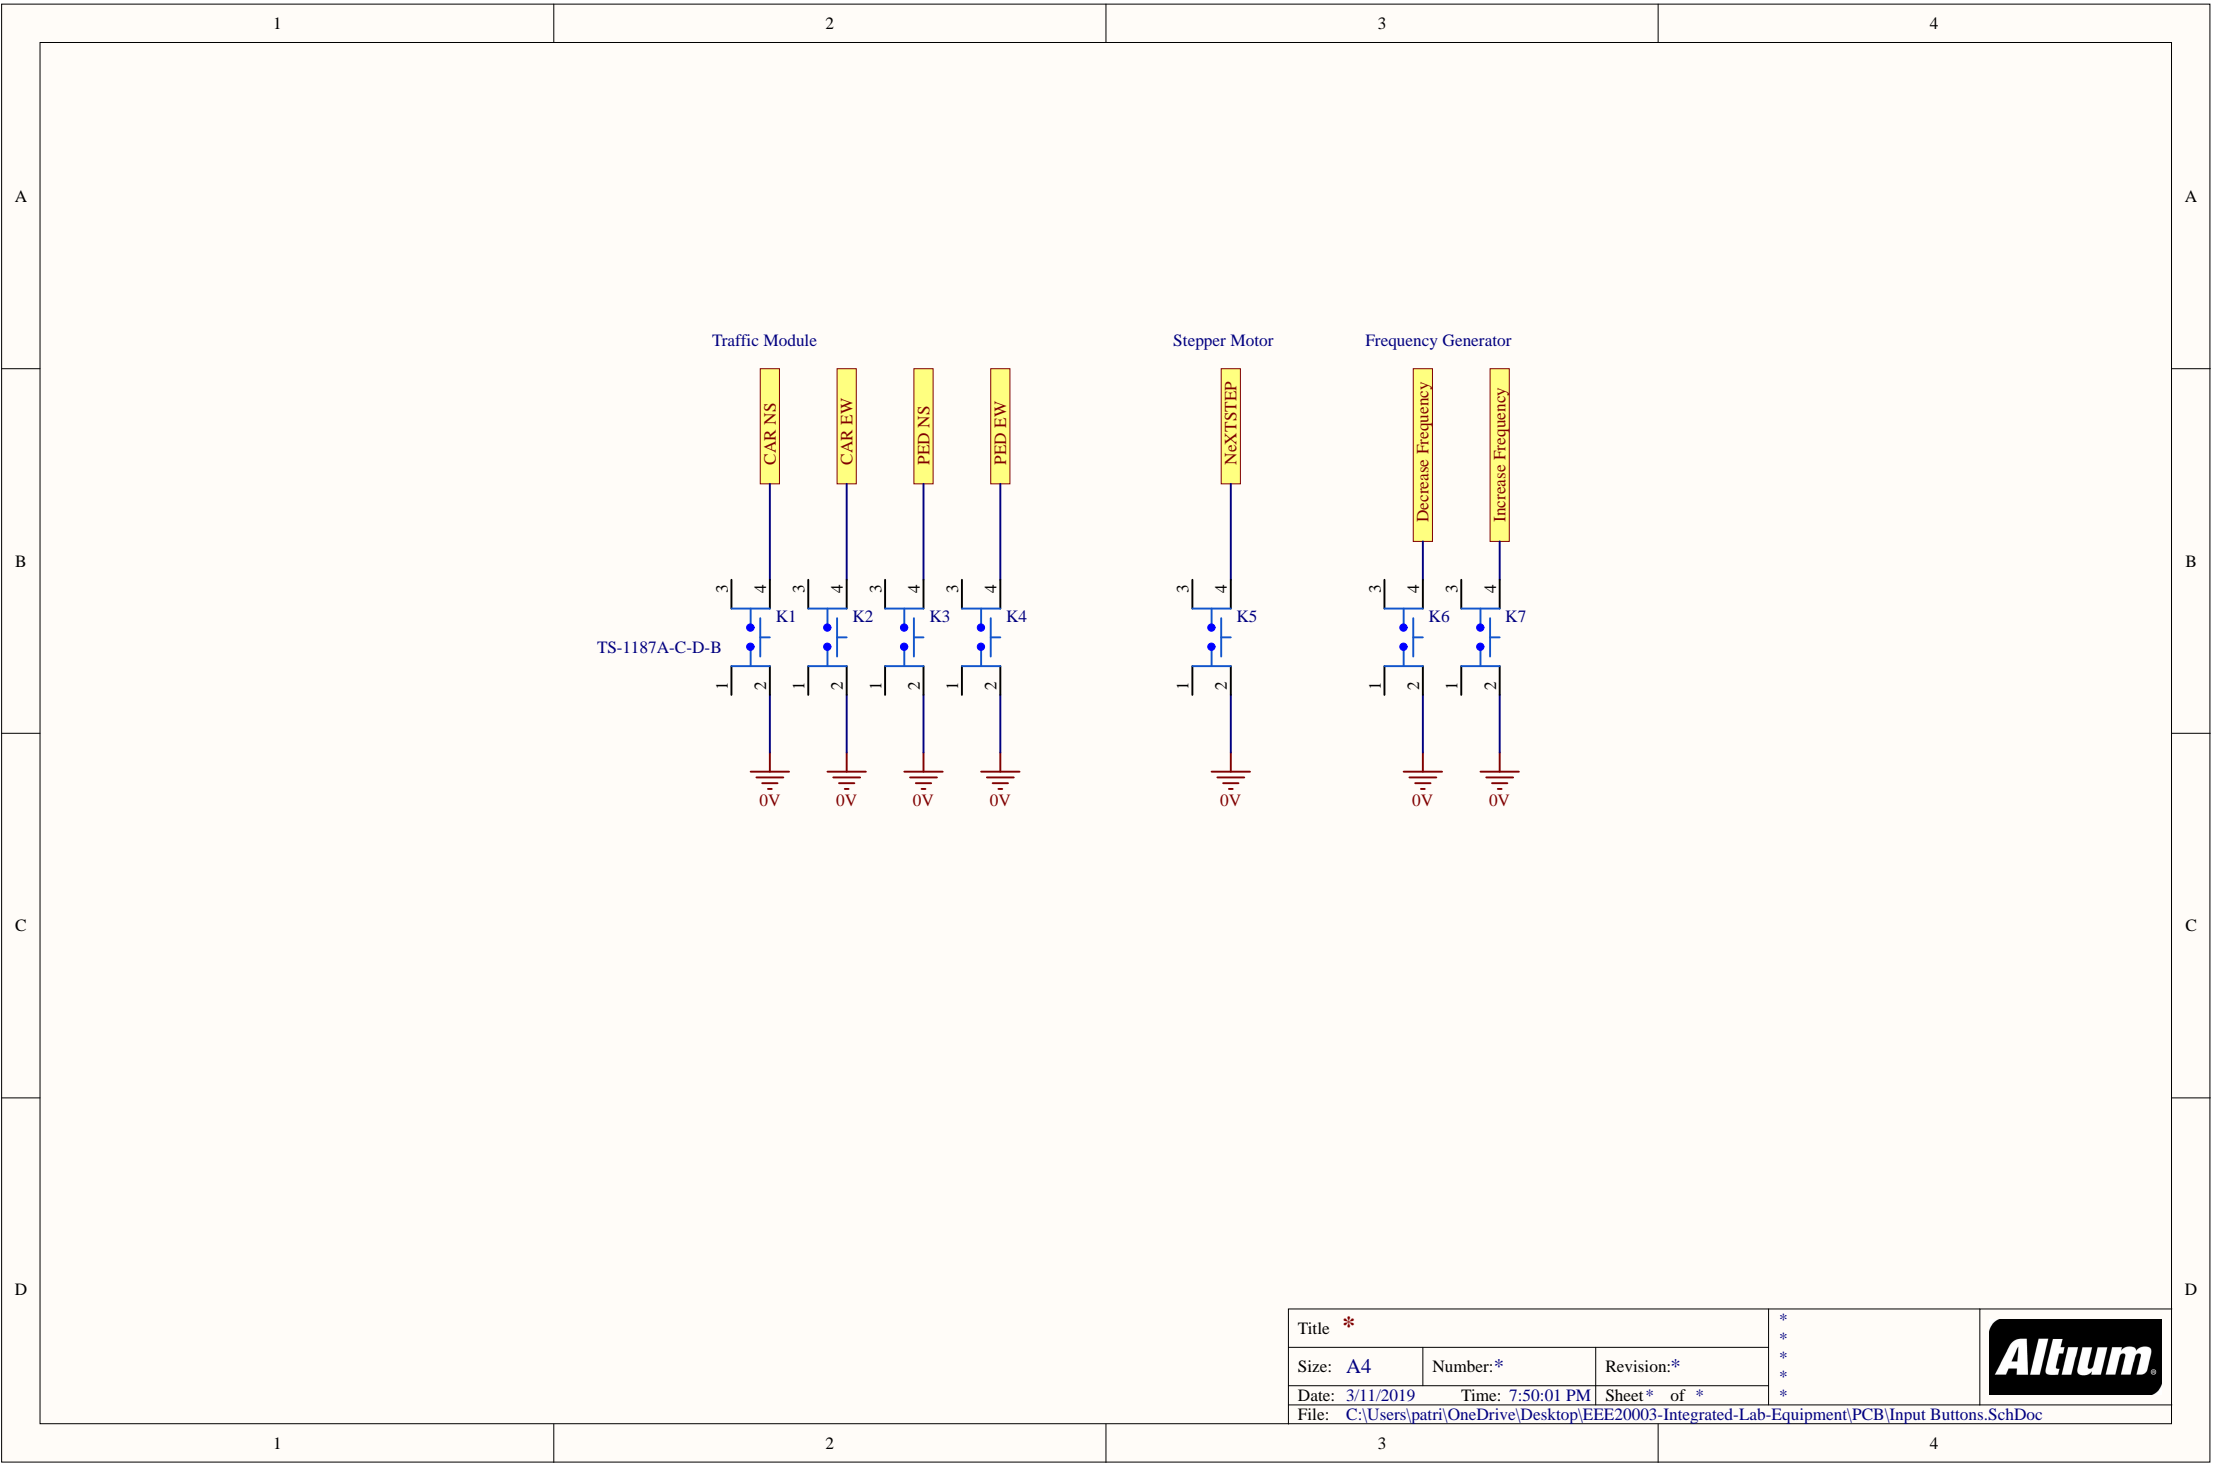 1 2 3 4
A A
Traffic Module Stepper Motor Frequency Generator
CAR NS CAR EW PED NS PED EW NeXTSTEP Decrease Frequency Increase Frequency
B B
3 4 3 4 3 4 3 4 3 4 3 4 3 4
K1 K2 K3 K4 K5 K6 K7
TS-1187A-C-D-B
1 2 1 2 1 2 1 2 1 2 1 2 1 2
0V 0V 0V 0V 0V 0V 0V
C C
D D
Title *
Size: A4 Number:* Revision:*
Date: 3/11/2019 Time: 7:50:01 PM Sheet * of *
File: C:\Users\patri\OneDrive\Desktop\EEE20003-Integrated-Lab-Equipment\PCB\Input Buttons.SchDoc
*
*
*
*
*
Altium
1 2 3 4